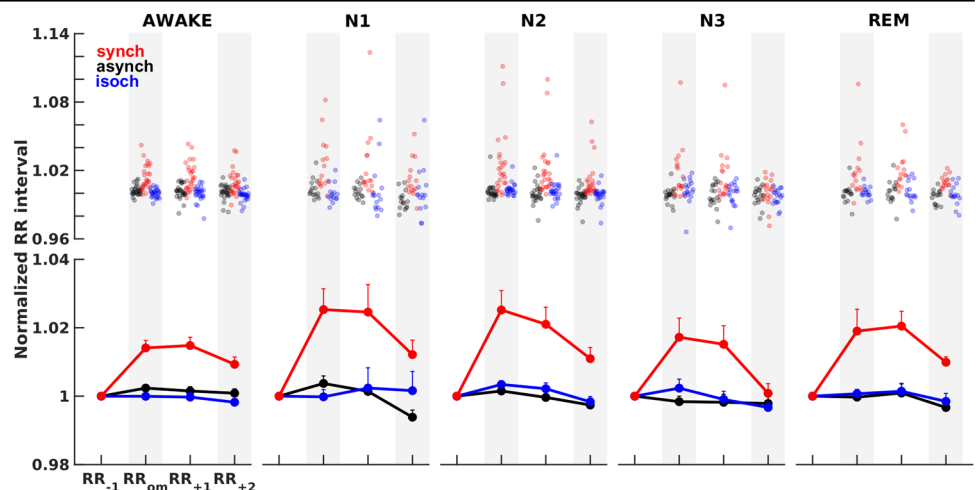 AWAKE N1 N2 N3 REM
1.14
synch
asynch
isoch
1.08
1.02
0.96
Normalized RR interval
1.04
1.02
1
0.98
RR-1 RRom RR+1 RR+2